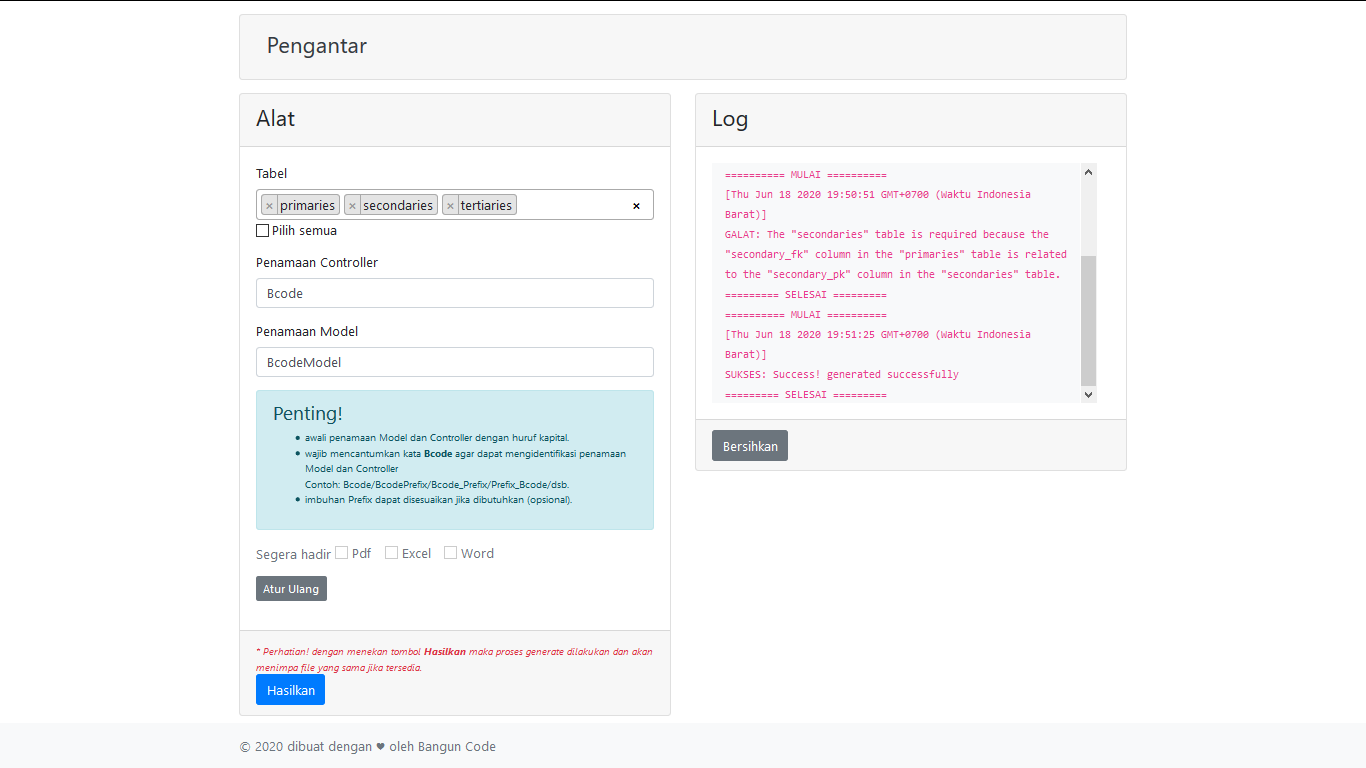 Pengantar
Alat
Tabel
× primaries × secondaries × tertiaries ×
Pilih semua
Penamaan Controller
Bcode
Penamaan Model
BcodeModel
Penting!
• awali penamaan Model dan Controller dengan huruf kapital.
• wajib mencantumkan kata Bcode agar dapat mengidentifikasi penamaan
Model dan Controller
Contoh: Bcode/BcodePrefix/Bcode_Prefix/Prefix_Bcode/dsb.
• imbuhan Prefix dapat disesuaikan jika dibutuhkan (opsional).
Segera hadir Pdf Excel Word
Atur Ulang
* Perhatian! dengan menekan tombol Hasilkan maka proses generate dilakukan dan akan
menimpa file yang sama jika tersedia.
Hasilkan
Log
========== MULAI ==========
[Thu Jun 18 2020 19:50:51 GMT+0700 (Waktu Indonesia
Barat)]
GALAT: The "secondaries" table is required because the
"secondary_fk" column in the "primaries" table is related
to the "secondary_pk" column in the "secondaries" table.
========= SELESAI =========
========== MULAI ==========
[Thu Jun 18 2020 19:51:25 GMT+0700 (Waktu Indonesia
Barat)]
SUKSES: Success! generated successfully
========= SELESAI =========
Bersihkan
© 2020 dibuat dengan ♥ oleh Bangun Code